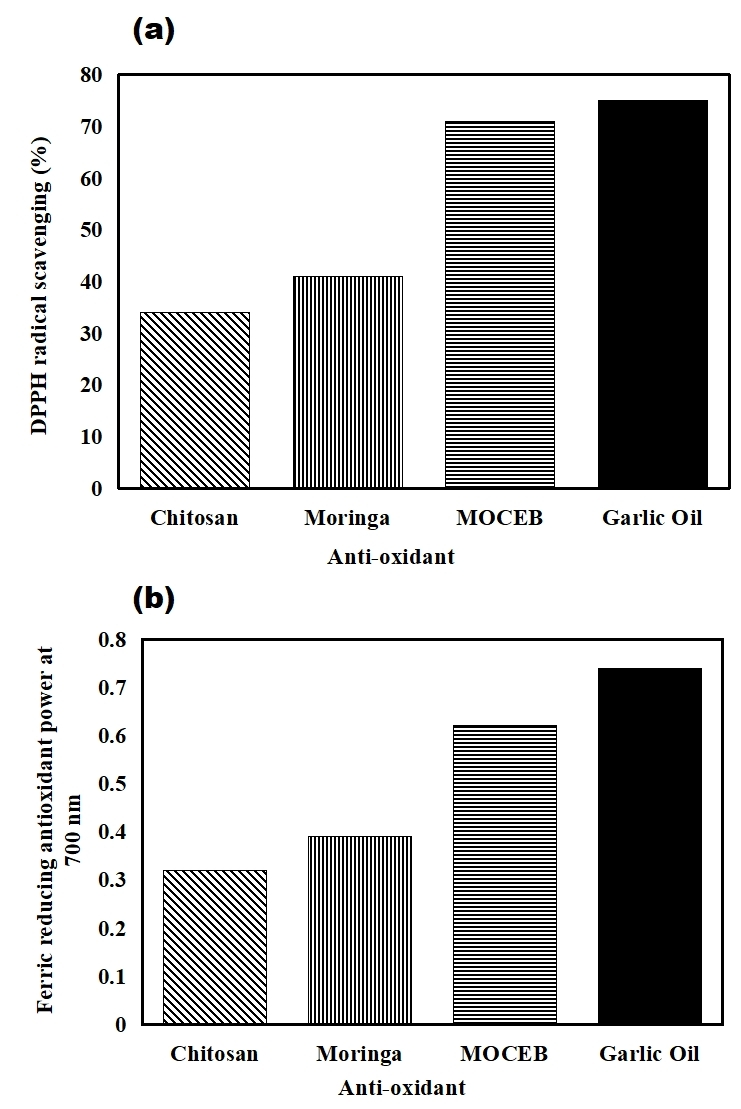 (a)
DPPH radical scavenging (%)
80
70
60
50
40
30
20
10
0
Chitosan Moringa MOCEB Garlic Oil
Anti-oxidant
(b)
Ferric reducing antioxidant power at
700 nm
0.8
0.7
0.6
0.5
0.4
0.3
0.2
0.1
0
Chitosan Moringa MOCEB Garlic Oil
Anti-oxidant